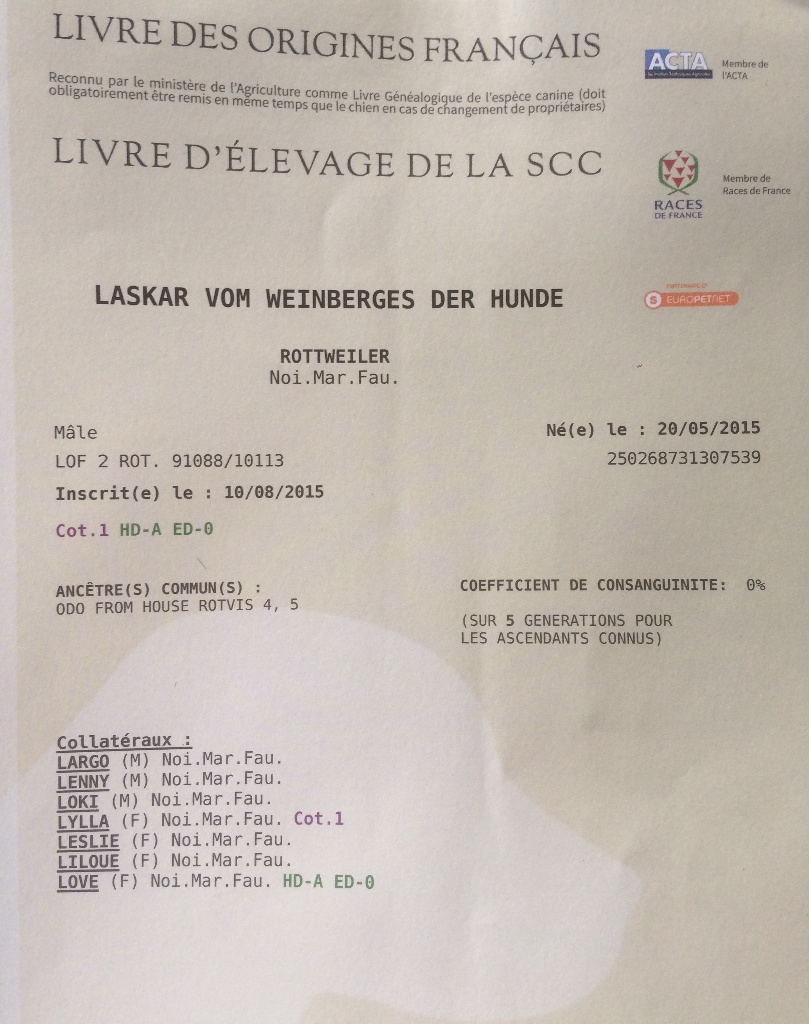 LIVRE DES ORIGINES FRANÇAIS
Reconnu par le ministère de l'Agriculture comme Livre Généalogique de l'espèce canine (doit
obligatoirement être remis en même temps que le chien en cas de changement de propriétaires)
ACTA
Membre de
l'ACTA
LIVRE D'ÉLEVAGE DE LA SCC
RACES
DE FRANCE
Membre de
Races de France
LASKAR VOM WEINBERGES DER HUNDE
PARTENAIRE D'
EUROPETNET
ROTTWEILER
Noi.Mar.Fau.
Mâle
Né(e) le : 20/05/2015
LOF 2 ROT. 91088/10113
250268731307539
Inscrit(e) le : 10/08/2015
Cot.1 HD-A ED-0
ANCÊTRE(S) COMMUN(S) :
ODO FROM HOUSE ROTVIS 4, 5
COEFFICIENT DE CONSANGUINITE: 0%
(SUR 5 GENERATIONS POUR
LES ASCENDANTS CONNUS)
Collatéraux :
LARGO (M) Noi.Mar.Fau.
LENNY (M) Noi.Mar.Fau.
LOKI (M) Noi.Mar.Fau.
LYLLA (F) Noi.Mar.Fau. Cot.1
LESLIE (F) Noi.Mar.Fau.
LILOUE (F) Noi.Mar.Fau.
LOVE (F) Noi.Mar.Fau. HD-A ED-0